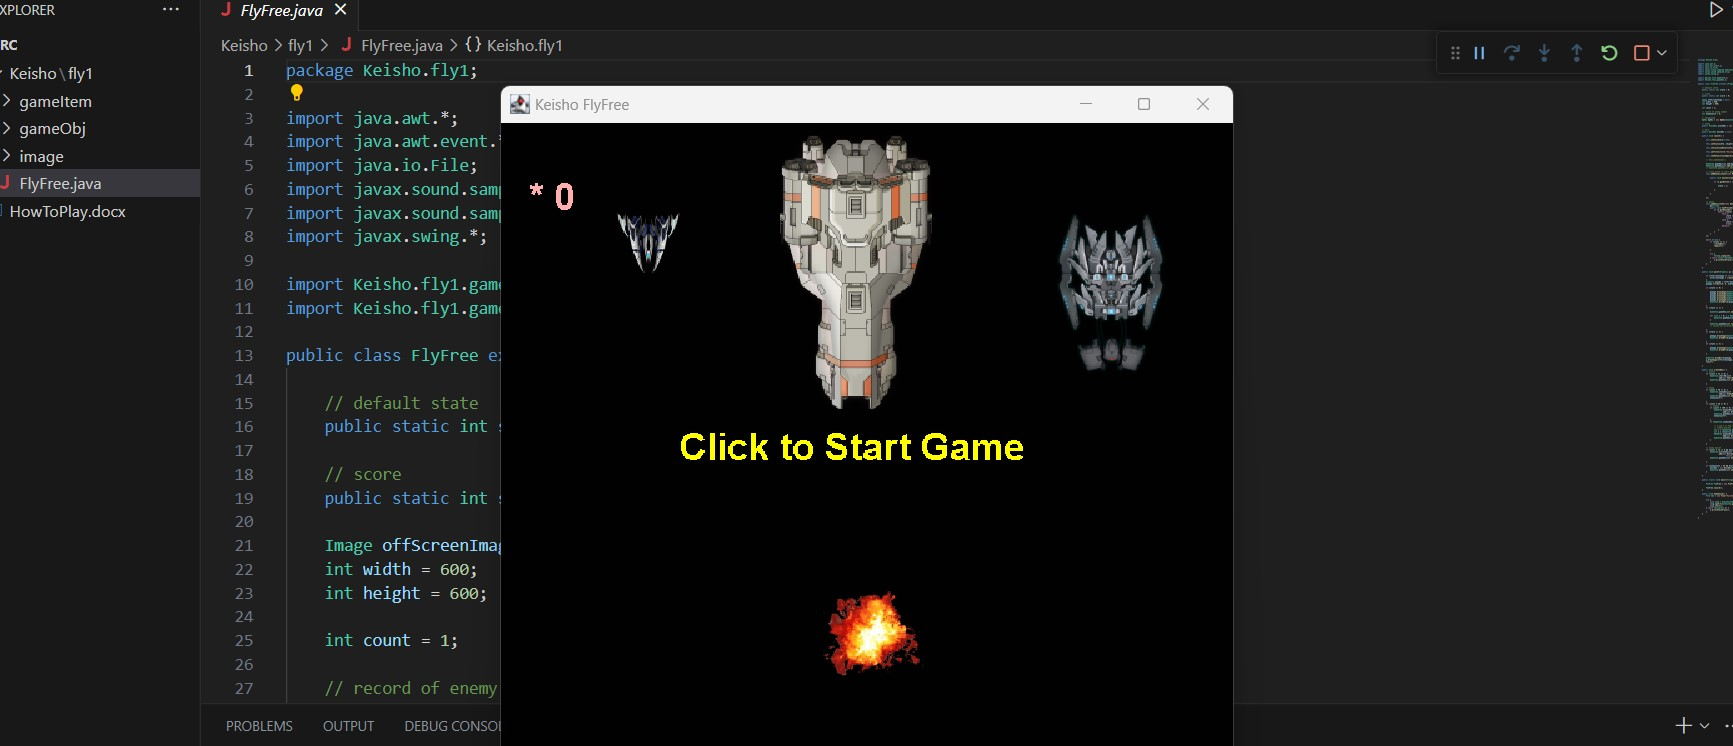 XPLORER
RC
Keisho\fly1
gameItem
gameObj
image
FlyFree.java
HowToPlay.docx
FlyFree.java
Keisho > fly1 > FlyFree.java > {} Keisho.fly1
1 package Keisho.fly1;
2
3 import java.awt.*;
4 import java.awt.event.
5 import java.io.File;
6 import javax.sound.sam
7 import javax.sound.sam
8 import javax.swing.*;
9
10 import Keisho.fly1.gam
11 import Keisho.fly1.gam
12
13 public class FlyFree e
14
15 // default state
16 public static int
17
18 // score
19 public static int
20
21 Image offScreenIma
22 int width = 600;
23 int height = 600;
24
25 int count = 1;
26
27 // record of enemy
Keisho FlyFree
* 0
Click to Start Game
PROBLEMS
OUTPUT
DEBUG CONSO